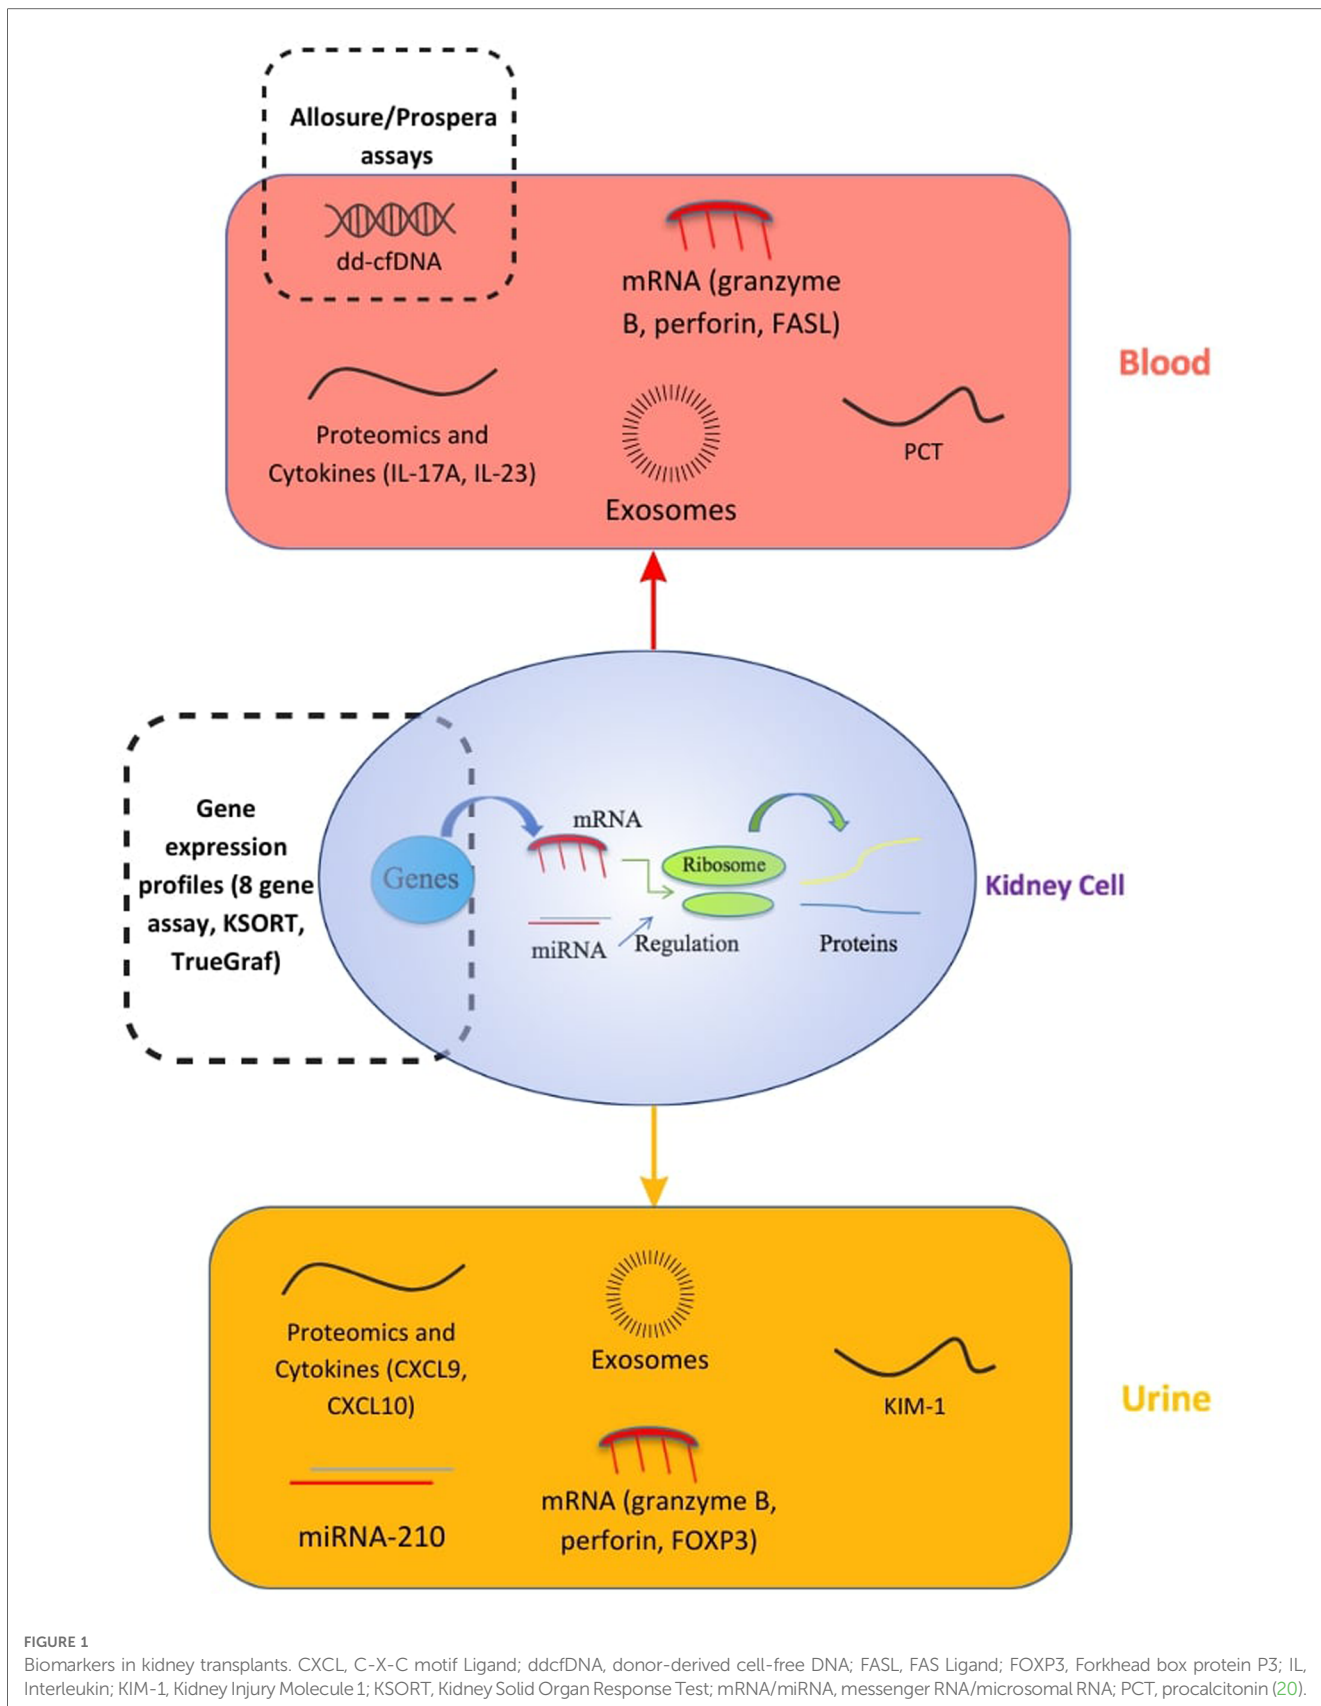 Allosure/Prospera
assays
dd-cfDNA
mRNA (granzyme
B, perforin, FASL)
Blood
Proteomics and
Cytokines (IL-17A, IL-23)
Exosomes
PCT
Gene
expression
profiles (8 gene
assay, KSORT,
TrueGraf)
Genes
mRNA
miRNA
Ribosome
Regulation
Proteins
Kidney Cell
Proteomics and
Cytokines (CXCL9,
CXCL10)
Exosomes
KIM-1
Urine
miRNA-210
mRNA (granzyme B,
perforin, FOXP3)
FIGURE 1
Biomarkers in kidney transplants. CXCL, C-X-C motif Ligand; ddcfDNA, donor-derived cell-free DNA; FASL, FAS Ligand; FOXP3, Forkhead box protein P3; IL,
Interleukin; KIM-1, Kidney Injury Molecule 1; KSORT, Kidney Solid Organ Response Test; mRNA/miRNA, messenger RNA/microsomal RNA; PCT, procalcitonin (20).